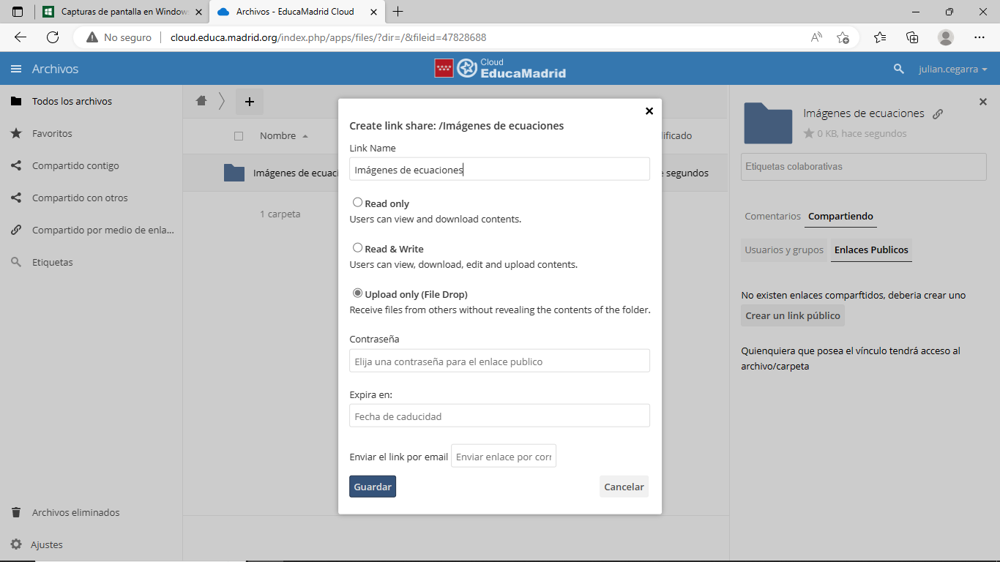 Capturas de pantalla en Window
Archivos - EducaMadrid Cloud
No seguro
cloud.educa.madrid.org/index.php/apps/files/?dir=/&fileid=47828688
Archivos
Cloud
EducaMadrid
julian.cegarra
Todos los archivos
Favoritos
Compartido contigo
Compartido con otros
Compartido por medio de enla...
Etiquetas
Archivos eliminados
Ajustes
Nombre
Imágenes de ecuaci
1 carpeta
lificado
segundos
Create link share: /Imágenes de ecuaciones
Link Name
Imágenes de ecuaciones
Read only
Users can view and download contents.
Read & Write
Users can view, download, edit and upload contents.
Upload only (File Drop)
Receive files from others without revealing the contents of the folder.
Contraseña
Elija una contraseña para el enlace publico
Expira en:
Fecha de caducidad
Enviar el link por email
Enviar enlace por corr
Guardar
Cancelar
Imágenes de ecuaciones
0 KB, hace segundos
Etiquetas colaborativas
Comentarios
Compartiendo
Usuarios y grupos
Enlaces Publicos
No existen enlaces comparftidos, deberia crear uno
Crear un link público
Quienquiera que posea el vínculo tendrá acceso al
archivo/carpeta